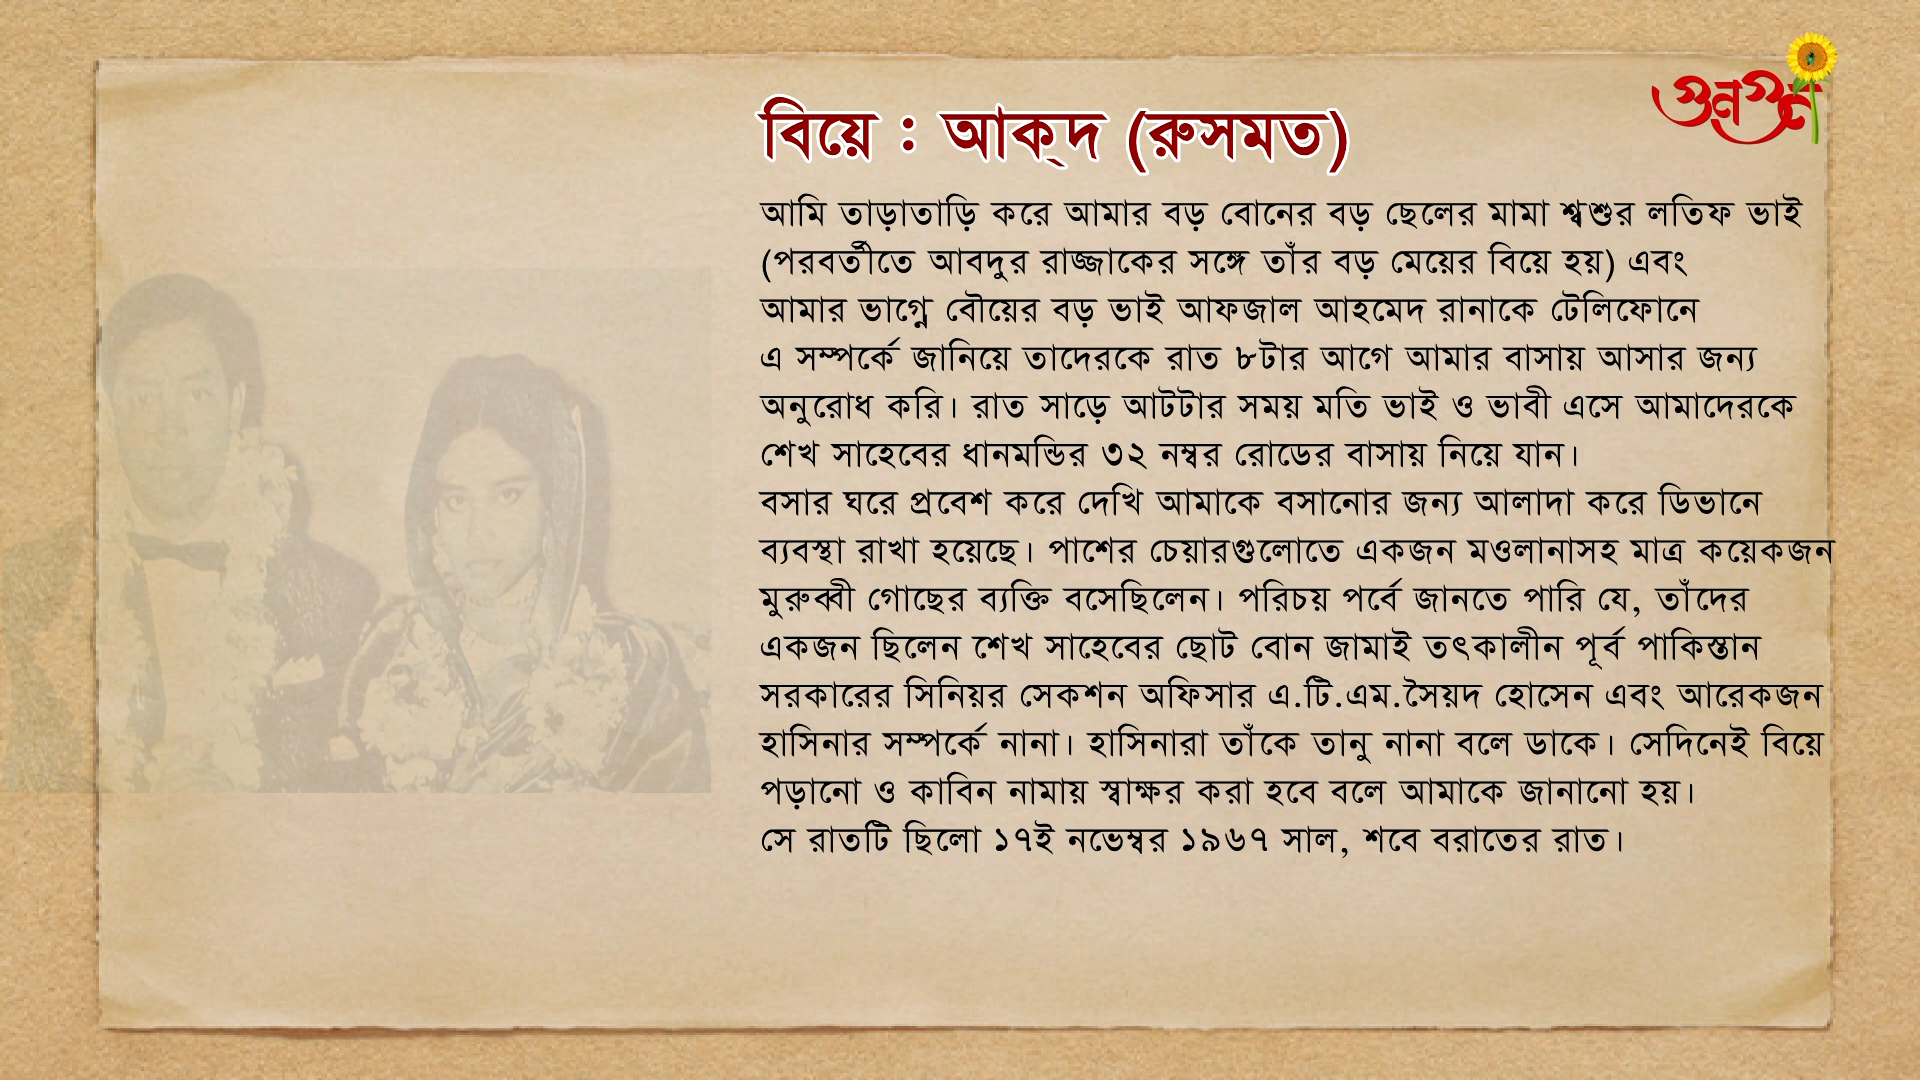 গুনগুন
বিয়ে : আক্‌দ (রুসমত)
আমি তাড়াতাড়ি করে আমার বড় বোনের বড় ছেলের মামা শ্বশুর লতিফ ভাই
(পরবর্তীতে আবদুর রাজ্জাকের সঙ্গে তাঁর বড় মেয়ের বিয়ে হয়) এবং
আমার ভাগ্নে বৌয়ের বড় ভাই আফজাল আহমেদ রানাকে টেলিফোনে
এ সম্পর্কে জানিয়ে তাদেরকে রাত ৮টার আগে আমার বাসায় আসার জন্য
অনুরোধ করি। রাত সাড়ে আটটার সময় মতি ভাই ও ভাবী এসে আমাদেরকে
শেখ সাহেবের ধানমন্ডির ৩২ নম্বর রোডের বাসায় নিয়ে যান।
বসার ঘরে প্রবেশ করে দেখি আমাকে বসানোর জন্য আলাদা করে ডিভানে
ব্যবস্থা রাখা হয়েছে। পাশের চেয়ারগুলোতে একজন মওলানাসহ মাত্র কয়েকজন
মুরুব্বী গোছের ব্যক্তি বসেছিলেন। পরিচয় পর্বে জানতে পারি যে, তাঁদের
একজন ছিলেন শেখ সাহেবের ছোট বোন জামাই তৎকালীন পূর্ব পাকিস্তান
সরকারের সিনিয়র সেকশন অফিসার এ.টি.এম.সৈয়দ হোসেন এবং আরেকজন
হাসিনার সম্পর্কে নানা। হাসিনারা তাঁকে তানু নানা বলে ডাকে। সেদিনেই বিয়ে
পড়ানো ও কাবিন নামায় স্বাক্ষর করা হবে বলে আমাকে জানানো হয়।
সে রাতটি ছিলো ১৭ই নভেম্বর ১৯৬৭ সাল, শবে বরাতের রাত।